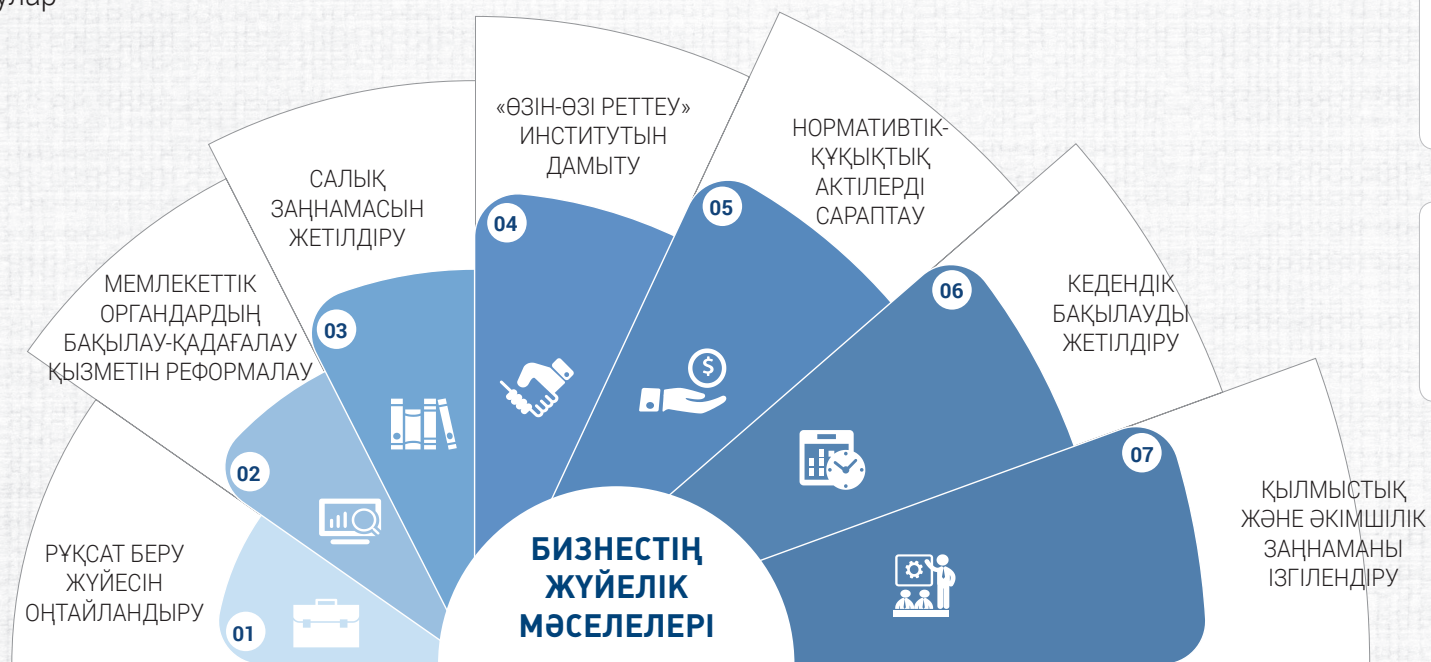 01
РҰҚСАТ БЕРУ
ЖҮЙЕСІН
ОҢТАЙЛАНДЫРУ
02
МЕМЛЕКЕТТІК
ОРГАНДАРДЫҢ
БАҚЫЛАУ-ҚАДАҒАЛАУ
ҚЫЗМЕТІН РЕФОРМАЛАУ
03
САЛЫҚ
ЗАҢНАМАСЫН
ЖЕТІЛДІРУ
04
«ӨЗІН-ӨЗІ РЕТТЕУ»
ИНСТИТУТЫН
ДАМЫТУ
05
НОРМАТИВТІК-
ҚҰҚЫҚТЫҚ
АКТІЛЕРДІ
САРАПТАУ
06
КЕДЕНДІК
БАҚЫЛАУДЫ
ЖЕТІЛДІРУ
07
ҚЫЛМЫСТЫҚ
ЖӘНЕ ӘКІМШІЛІК
ЗАҢНАМАНЫ
ІЗГІЛЕНДІРУ
БИЗНЕСТІҢ
ЖҮЙЕЛІК
МӘСЕЛЕЛЕРІ
$